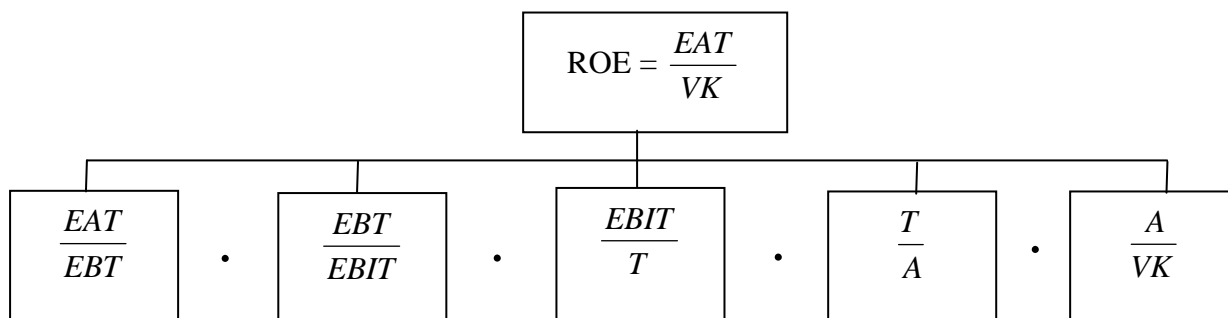 ROE = EAT / VK
EAT / EBT • EBT / EBIT • EBIT / T • T / A • A / VK